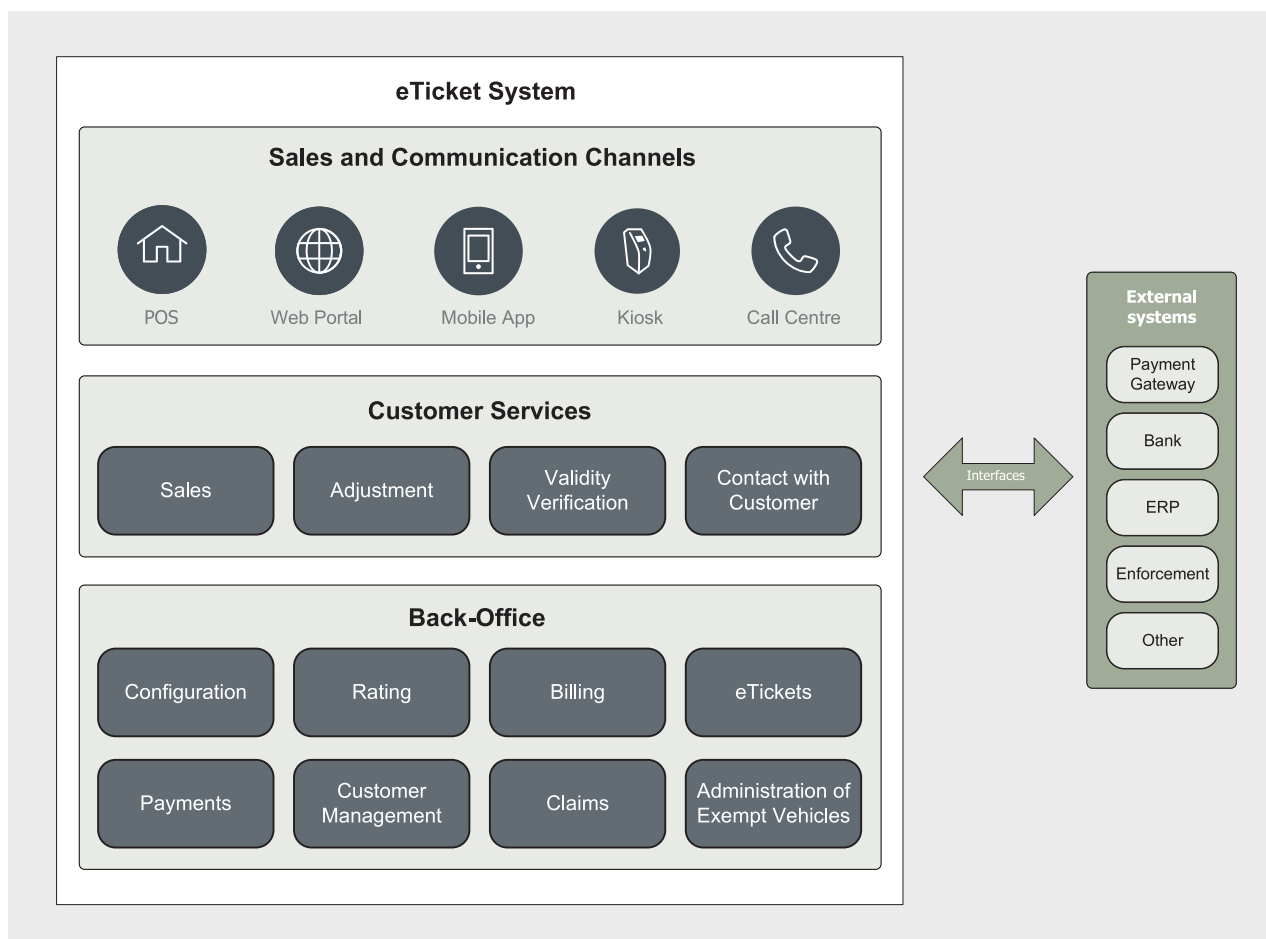 eTicket System
Sales and Communication Channels
POS
Web Portal
Mobile App
Kiosk
Call Centre
Customer Services
Sales
Adjustment
Validity
Verification
Contact with
Customer
Back-Office
Configuration
Rating
Billing
eTickets
Payments
Customer
Management
Claims
Administration of
Exempt Vehicles
Interfaces
External
systems
Payment
Gateway
Bank
ERP
Enforcement
Other